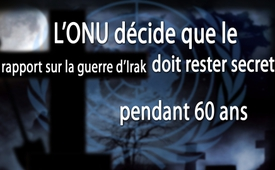 L'ONU décide que le
rapport sur la guerre d'Irak doit rester secret
pendant 60 ans